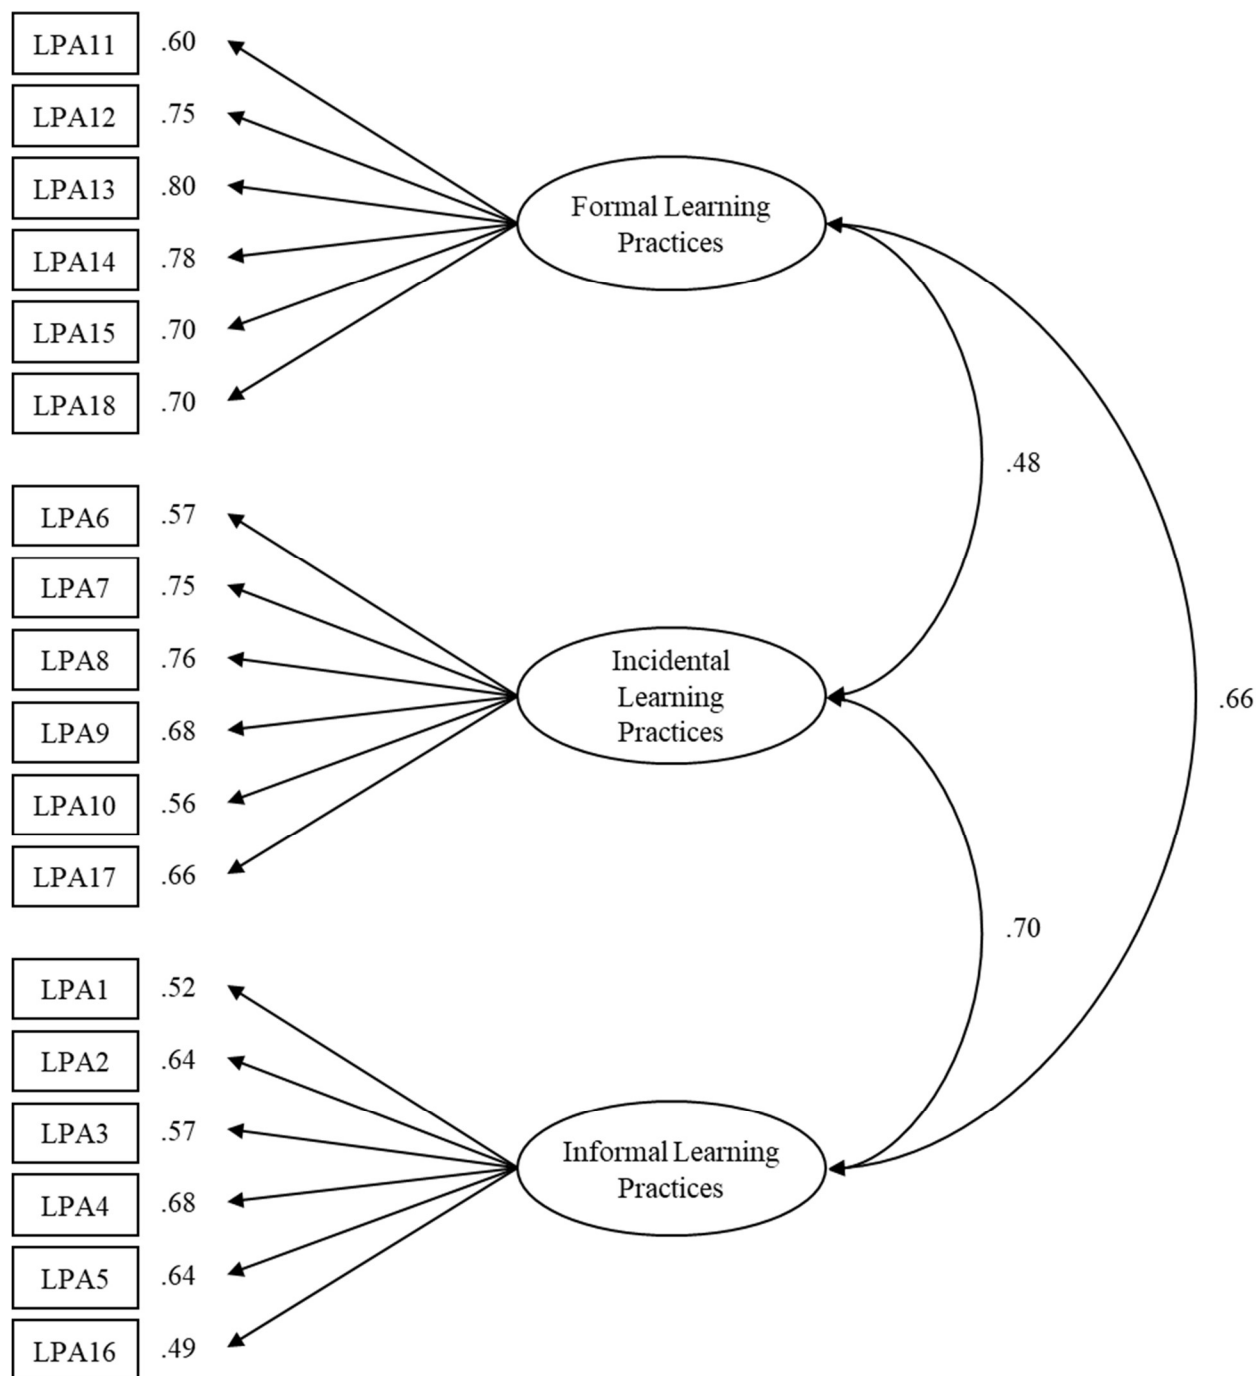 LPA11 .60
LPA12 .75
LPA13 .80
LPA14 .78
LPA15 .70
LPA18 .70
Formal Learning
Practices
.48
LPA6 .57
LPA7 .75
LPA8 .76
LPA9 .68
LPA10 .56
LPA17 .66
Incidental
Learning
Practices
.66
.70
LPA1 .52
LPA2 .64
LPA3 .57
LPA4 .68
LPA5 .64
LPA16 .49
Informal Learning
Practices